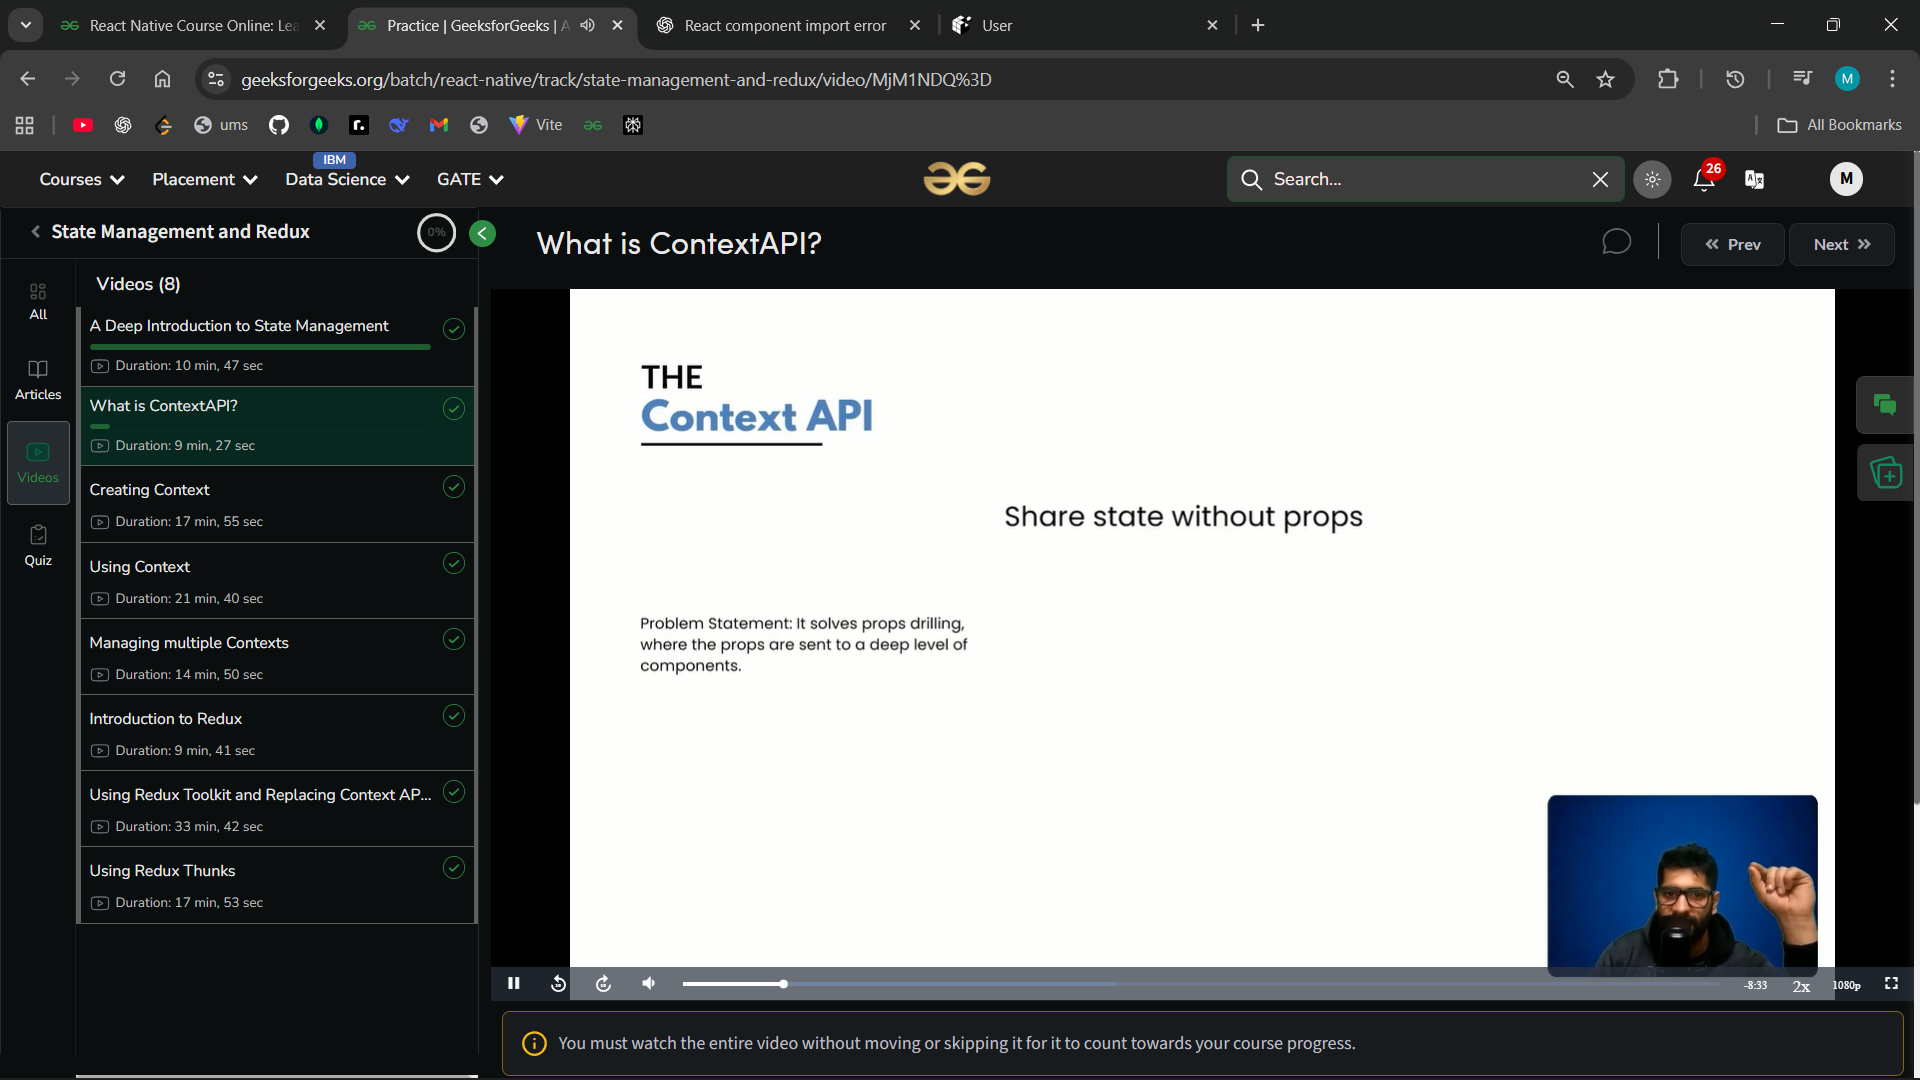 React Native Course Online: Lea
Practice | GeeksforGeeks | A
React component import error
User
geeksforgeeks.org/batch/react-native/track/state-management-and-redux/video/MjM1NDQ%3D
M
ums
Vite
All Bookmarks
Courses
Placement
IBM
Data Science
GATE
Search...
26
M
State Management and Redux
0%
What is ContextAPI?
Prev
Next
Videos (8)
All
Articles
Videos
Quiz
A Deep Introduction to State Management
Duration: 10 min, 47 sec
What is ContextAPI?
Duration: 9 min, 27 sec
Creating Context
Duration: 17 min, 55 sec
Using Context
Duration: 21 min, 40 sec
Managing multiple Contexts
Duration: 14 min, 50 sec
Introduction to Redux
Duration: 9 min, 41 sec
Using Redux Toolkit and Replacing Context AP...
Duration: 33 min, 42 sec
Using Redux Thunks
Duration: 17 min, 53 sec
THE
Context API
Share state without props
Problem Statement: It solves props drilling,
where the props are sent to a deep level of
components.
-8:33
2x
1080p
You must watch the entire video without moving or skipping it for it to count towards your course progress.